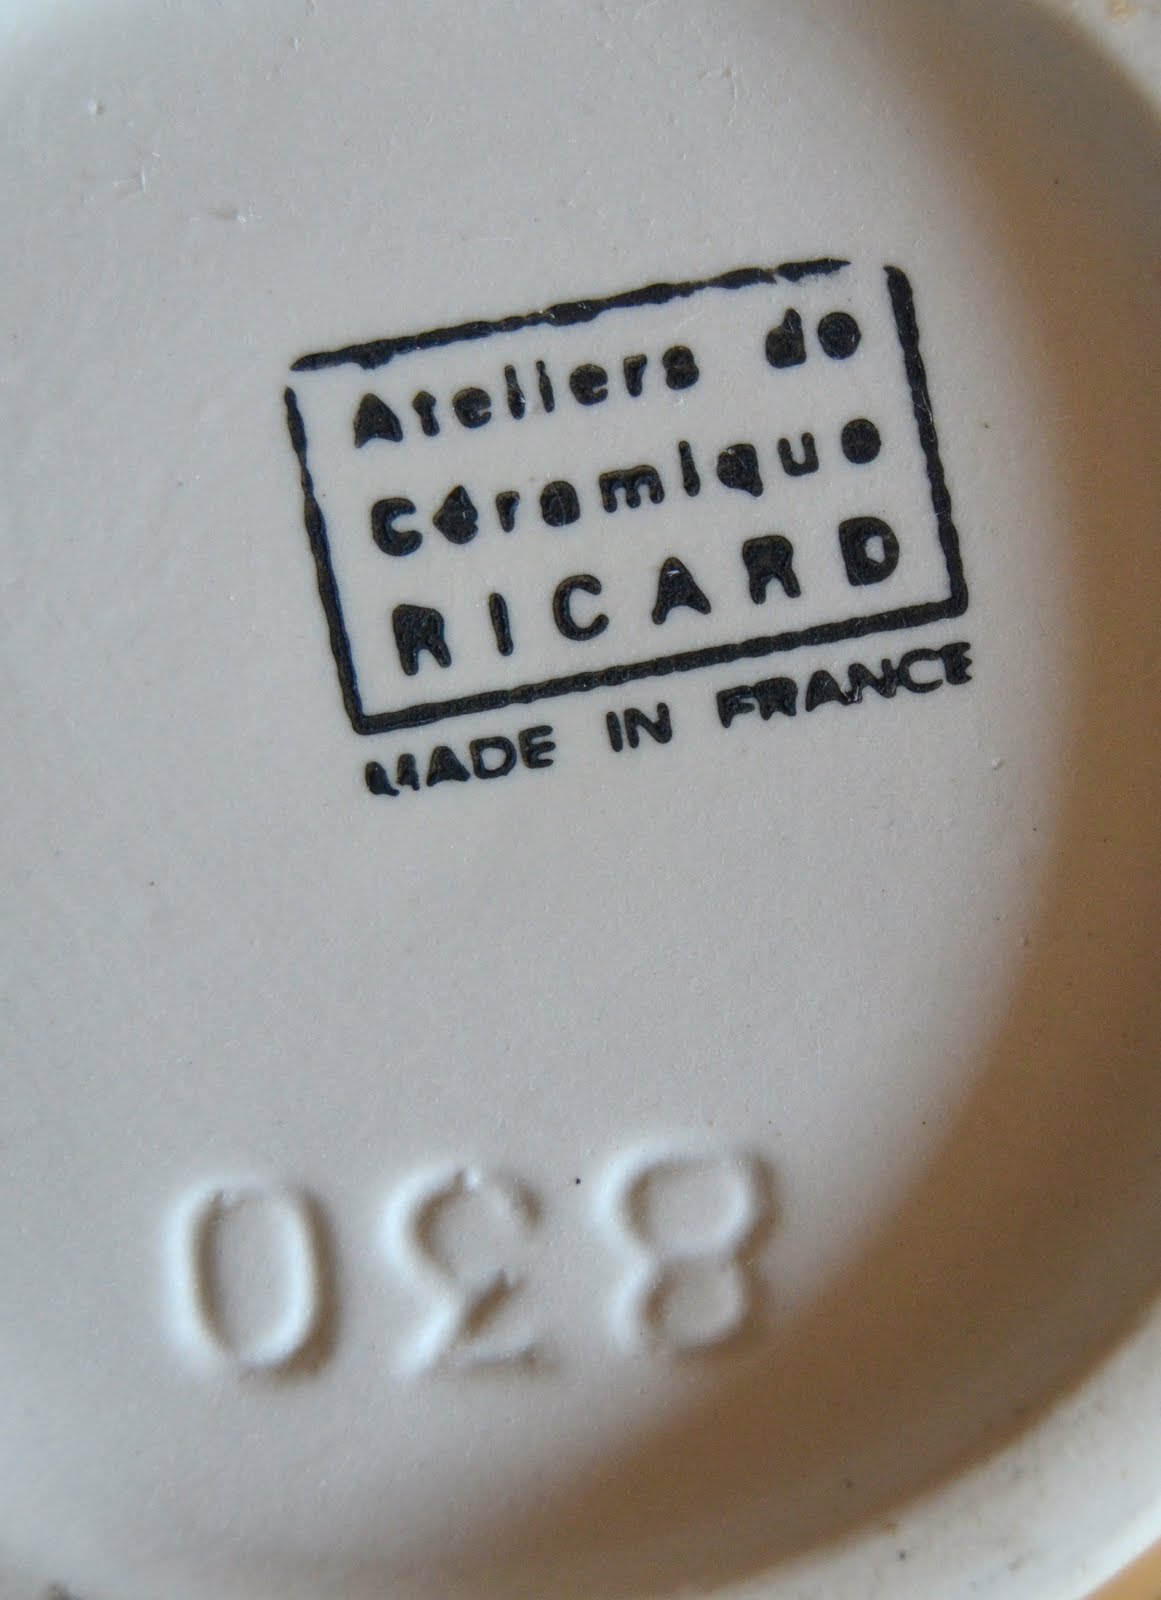 Ateliers de
Céramique
RICARD
MADE IN FRANCE
830